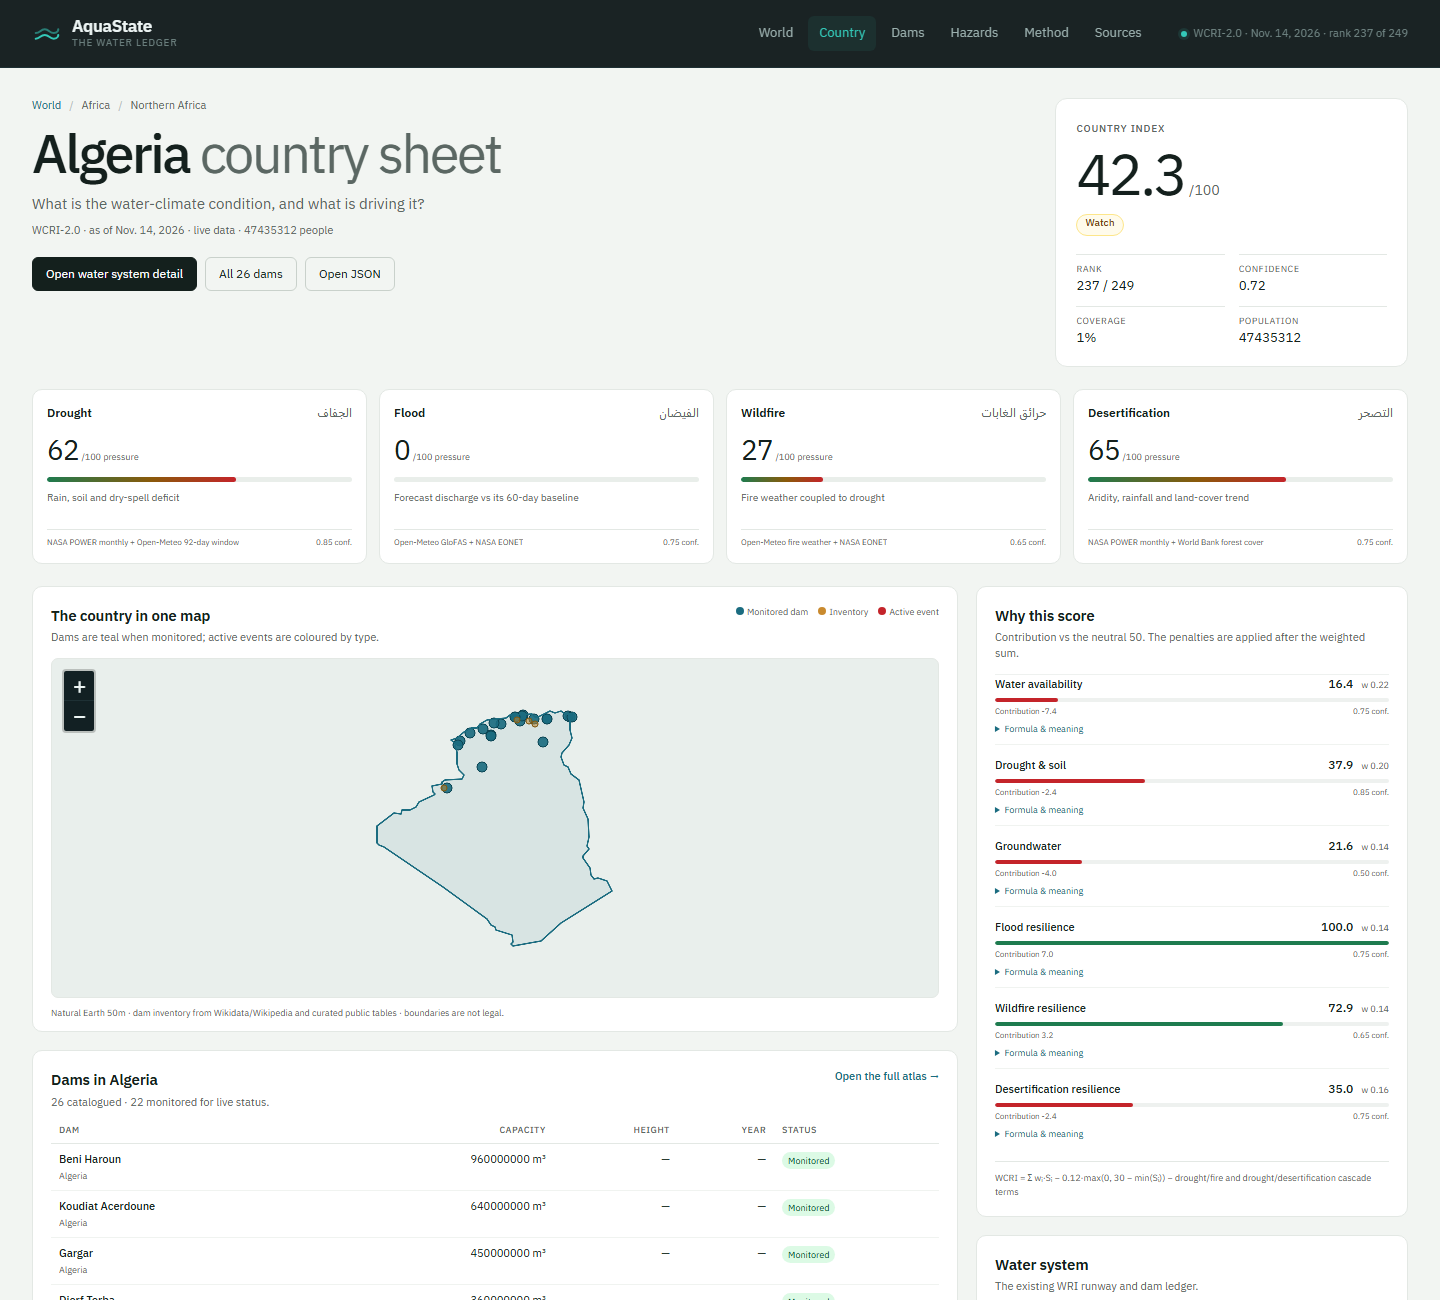 AquaState
THE WATER LEDGER
World Country Dams Hazards Method Sources
WCRI-2.0 · Nov. 14, 2026 · rank 237 of 249
World / Africa / Northern Africa
Algeria country sheet
What is the water-climate condition, and what is driving it?
WCRI-2.0 · as of Nov. 14, 2026 · live data · 47435312 people
Open water system detail All 26 dams Open JSON
COUNTRY INDEX
42.3 /100
Watch
RANK CONFIDENCE
237 / 249 0.72
COVERAGE POPULATION
1% 47435312
Drought الجفاف
62 /100 pressure
Rain, soil and dry-spell deficit
NASA POWER monthly + Open-Meteo 92-day window 0.85 conf.
Flood الفيضان
0 /100 pressure
Forecast discharge vs its 60-day baseline
Open-Meteo GloFAS + NASA EONET 0.75 conf.
Wildfire حرائق الغابات
27 /100 pressure
Fire weather coupled to drought
Open-Meteo fire weather + NASA EONET 0.65 conf.
Desertification التصحر
65 /100 pressure
Aridity, rainfall and land-cover trend
NASA POWER monthly + World Bank forest cover 0.75 conf.
The country in one map
Monitored dam Inventory Active event
Dams are teal when monitored; active events are coloured by type.
+
−
Natural Earth 50m · dam inventory from Wikidata/Wikipedia and curated public tables · boundaries are not legal.
Dams in Algeria
Open the full atlas →
26 catalogued · 22 monitored for live status.
DAM CAPACITY HEIGHT YEAR STATUS
Beni Haroun 960000000 m³ — — Monitored
Algeria
Koudiat Acerdoune 640000000 m³ — — Monitored
Algeria
Gargar 450000000 m³ — — Monitored
Algeria
Djorf Torba 360000000 m³ — — Monitored
Why this score
Contribution vs the neutral 50. The penalties are applied after the weighted
sum.
Water availability 16.4 w 0.22
Contribution -7.4 0.75 conf.
▶ Formula & meaning
Drought & soil 37.9 w 0.20
Contribution -2.4 0.85 conf.
▶ Formula & meaning
Groundwater 21.6 w 0.14
Contribution -4.0 0.50 conf.
▶ Formula & meaning
Flood resilience 100.0 w 0.14
Contribution 7.0 0.75 conf.
▶ Formula & meaning
Wildfire resilience 72.9 w 0.14
Contribution 3.2 0.65 conf.
▶ Formula & meaning
Desertification resilience 35.0 w 0.16
Contribution -2.4 0.75 conf.
▶ Formula & meaning
WCRI = Σ wᵢ·Sᵢ − 0.12·max(0, 30 − min(Sᵢ)) − drought/fire and drought/desertification cascade
terms
Water system
The existing WRI runway and dam ledger.